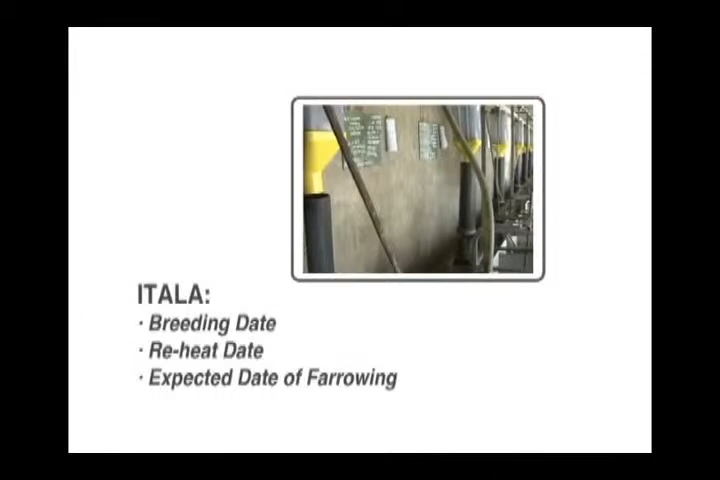 ITALA:
· Breeding Date
· Re-heat Date
· Expected Date of Farrowing